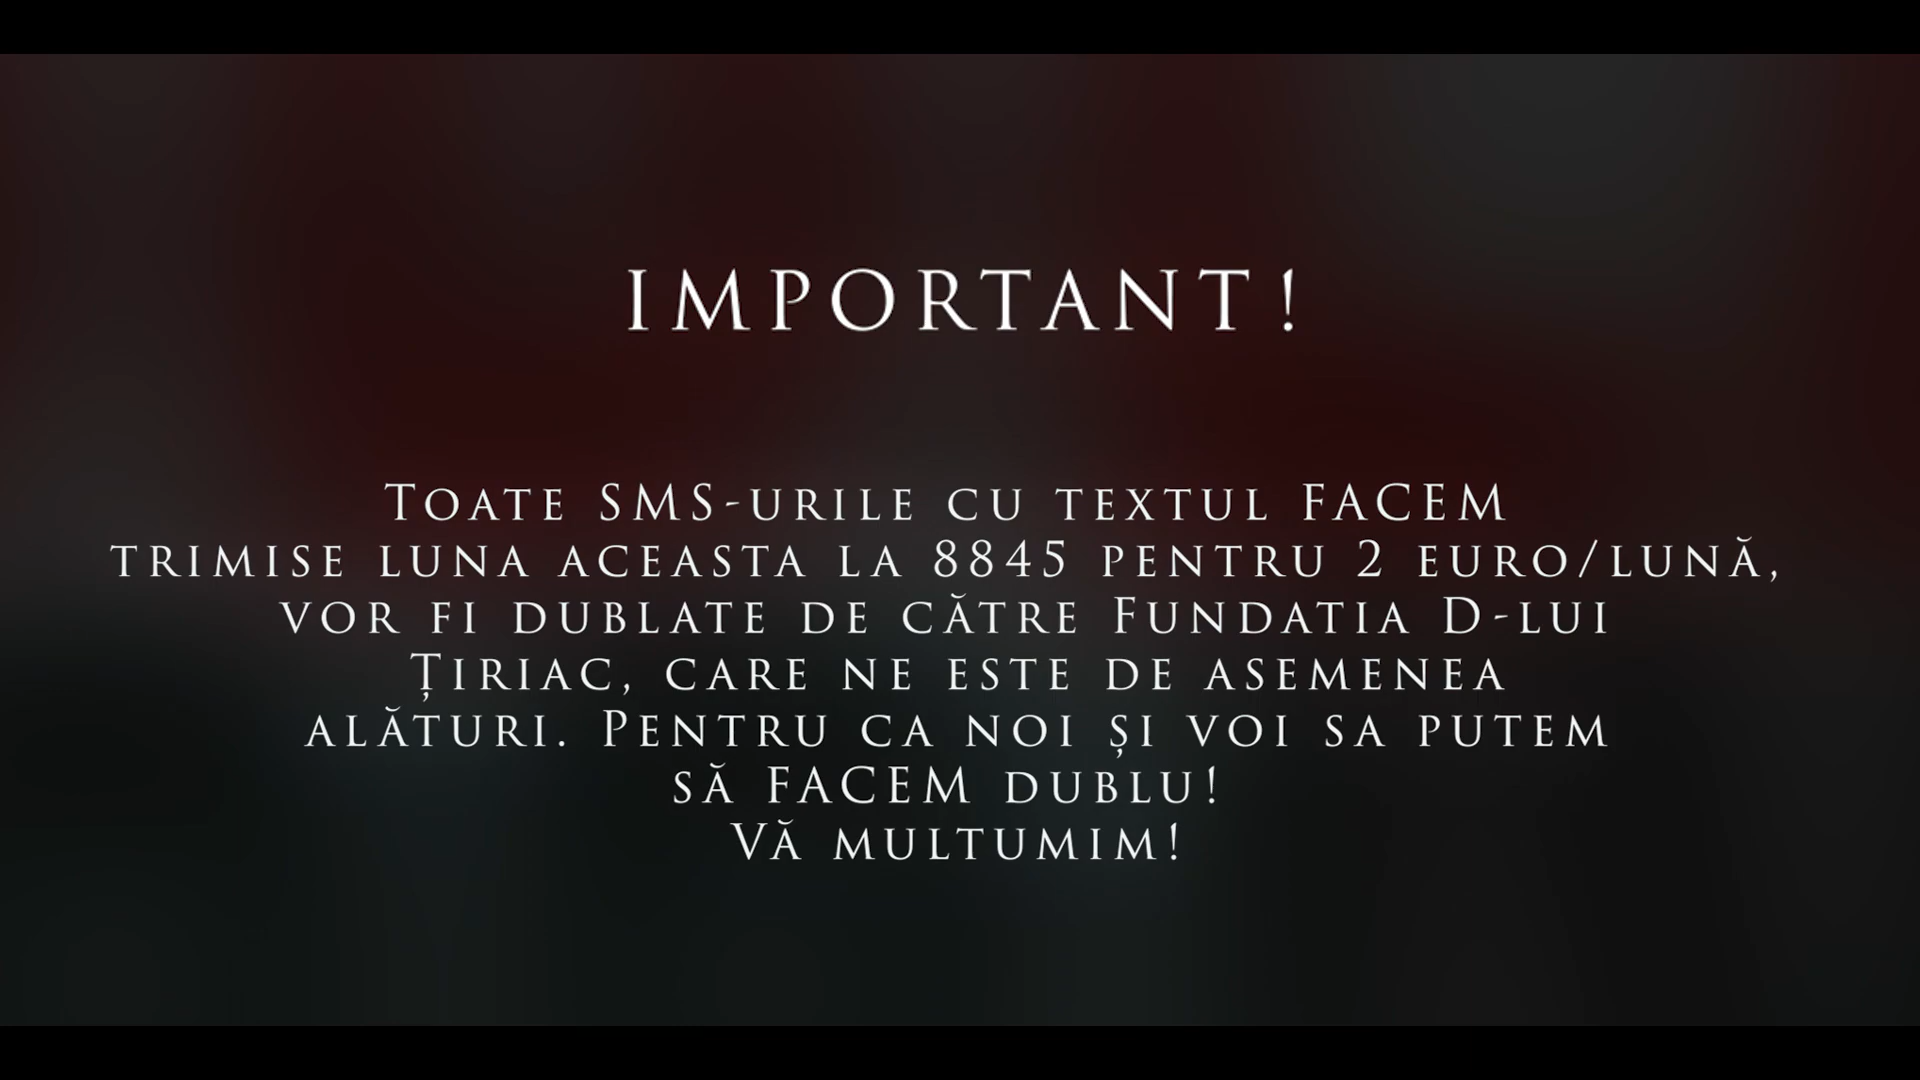 IMPORTANT!
Toate SMS-urile cu textul FACEM
trimise luna aceasta la 8845 pentru 2 euro/lună,
vor fi dublate de către Fundatia D-lui
Țiriac, care ne este de asemenea
alături. Pentru ca noi și voi sa putem
să FACEM dublu!
Vă multumim!